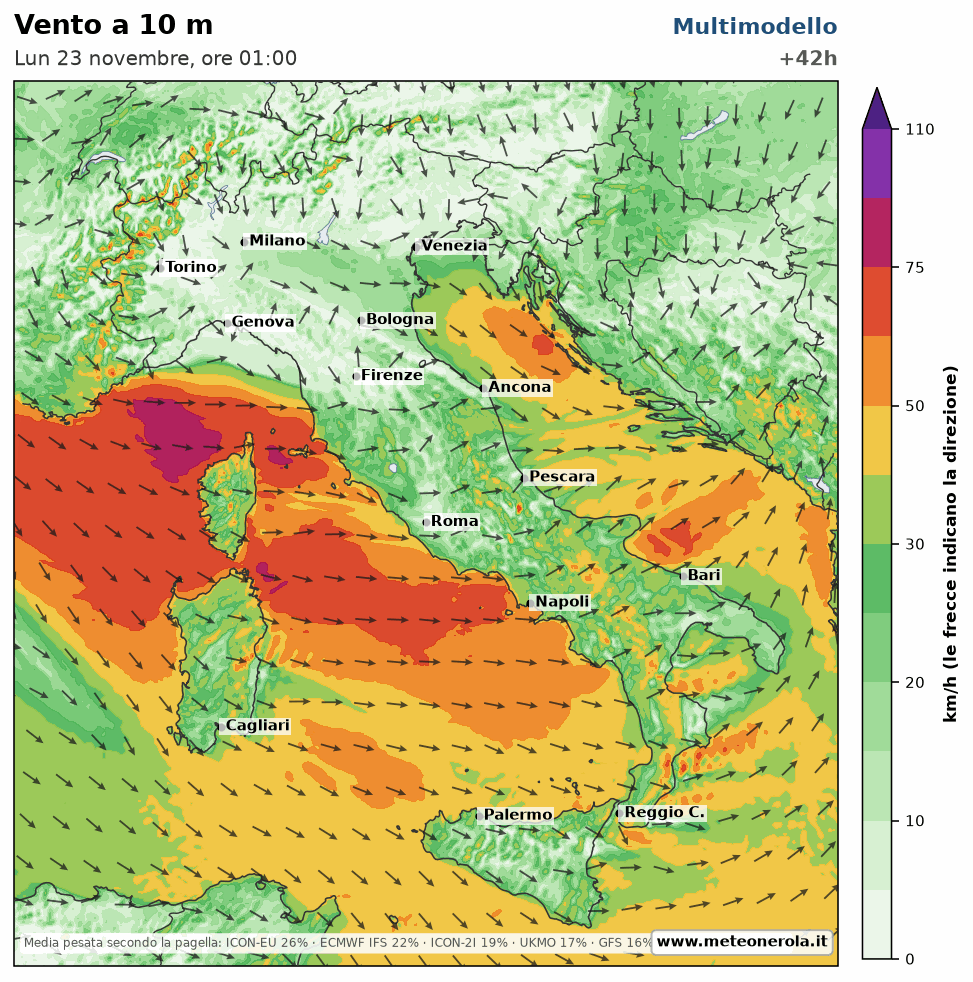 Vento a 10 m
Multimodello
Lun 23 novembre, ore 01:00
+42h
Milano
Venezia
Torino
Genova
Bologna
Firenze
Ancona
Pescara
Roma
Bari
Napoli
Cagliari
Palermo
Reggio C.
110
75
50
30
20
10
0
km/h (le frecce indicano la direzione)
Media pesata secondo la pagella: ICON-EU 26% · ECMWF IFS 22% · ICON-2I 19% · UKMO 17% · GFS 16%
www.meteonerola.it